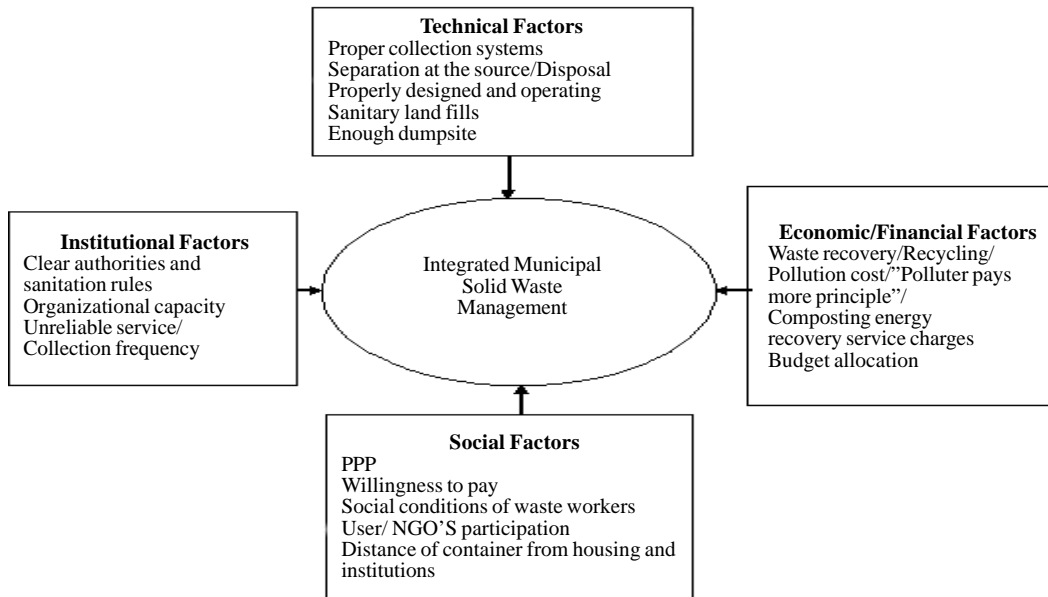 Technical Factors
Proper collection systems
Separation at the source/Disposal
Properly designed and operating
Sanitary land fills
Enough dumpsite
Institutional Factors
Clear authorities and
sanitation rules
Organizational capacity
Unreliable service/
Collection frequency
Integrated Municipal
Solid Waste
Management
Economic/Financial Factors
Waste recovery/Recycling/
Pollution cost/”Polluter pays
more principle”/
Composting energy
recovery service charges
Budget allocation
Social Factors
PPP
Willingness to pay
Social conditions of waste workers
User/ NGO’S participation
Distance of container from housing and
institutions